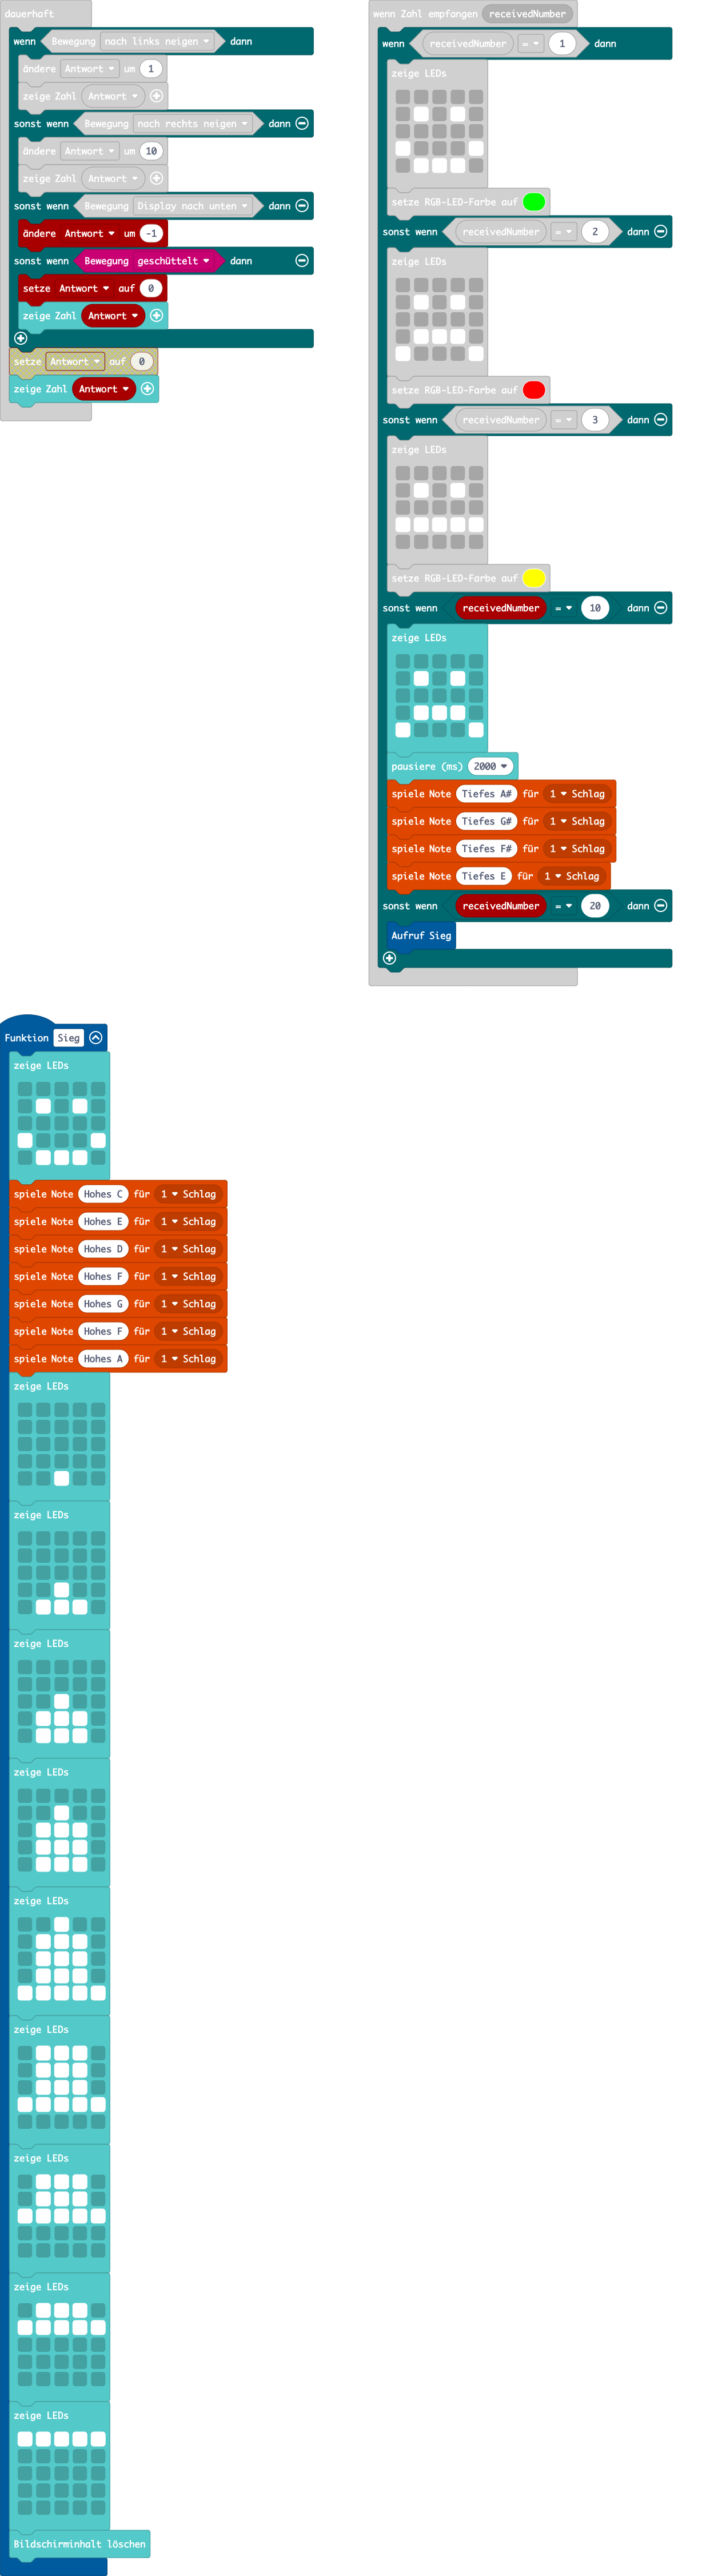 dauerhaft
wenn Bewegung nach links neigen dann
ändere Antwort um 1
zeige Zahl Antwort
sonst wenn Bewegung nach rechts neigen dann
ändere Antwort um 10
zeige Zahl Antwort
sonst wenn Bewegung Display nach unten dann
ändere Antwort um -1
sonst wenn Bewegung geschüttelt dann
setze Antwort auf 0
zeige Zahl Antwort
setze Antwort auf 0
zeige Zahl Antwort
wenn Zahl empfangen receivedNumber
wenn receivedNumber = 1 dann
zeige LEDs
setze RGB-LED-Farbe auf
sonst wenn receivedNumber = 2 dann
zeige LEDs
setze RGB-LED-Farbe auf
sonst wenn receivedNumber = 3 dann
zeige LEDs
setze RGB-LED-Farbe auf
sonst wenn receivedNumber = 10 dann
zeige LEDs
pausiere (ms) 2000
spiele Note Tiefes A# für 1 Schlag
spiele Note Tiefes G# für 1 Schlag
spiele Note Tiefes F# für 1 Schlag
spiele Note Tiefes E für 1 Schlag
sonst wenn receivedNumber = 20 dann
Aufruf Sieg
Funktion Sieg
zeige LEDs
spiele Note Hohes C für 1 Schlag
spiele Note Hohes E für 1 Schlag
spiele Note Hohes D für 1 Schlag
spiele Note Hohes F für 1 Schlag
spiele Note Hohes G für 1 Schlag
spiele Note Hohes F für 1 Schlag
spiele Note Hohes A für 1 Schlag
zeige LEDs
zeige LEDs
zeige LEDs
zeige LEDs
zeige LEDs
zeige LEDs
zeige LEDs
zeige LEDs
zeige LEDs
Bildschirminhalt löschen